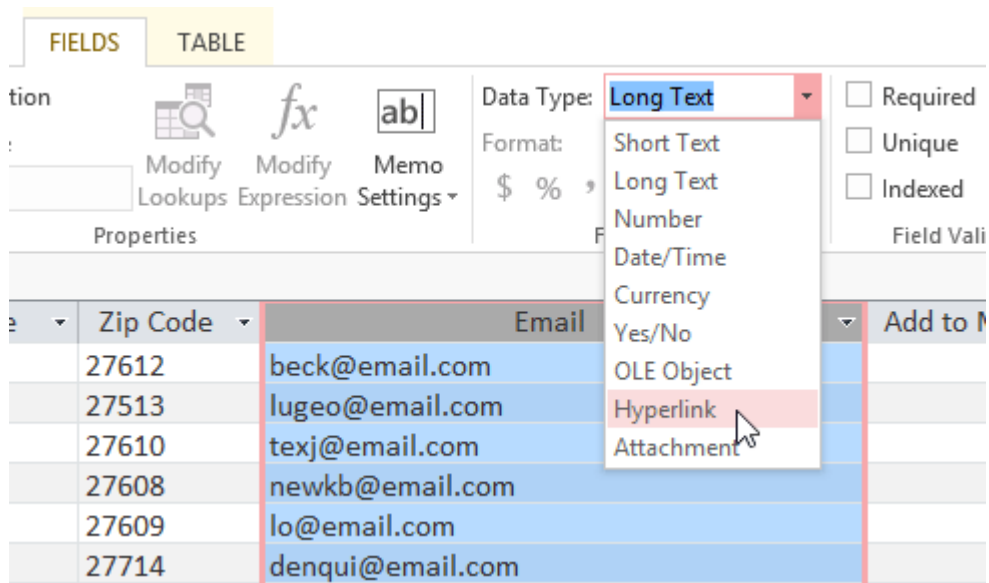 FIELDS TABLE
tion
fx
ab|
Data Type: Long Text
Required
Modify Lookups
Modify Expression
Memo Settings
Format:
Unique
$ % ,
Indexed
Properties
F
Field Vali
Short Text
Long Text
Number
Date/Time
Currency
Yes/No
OLE Object
Hyperlink
Attachment
e Zip Code Email Add to N
27612 beck@email.com
27513 lugeo@email.com
27610 texj@email.com
27608 newkb@email.com
27609 lo@email.com
27714 denqui@email.com